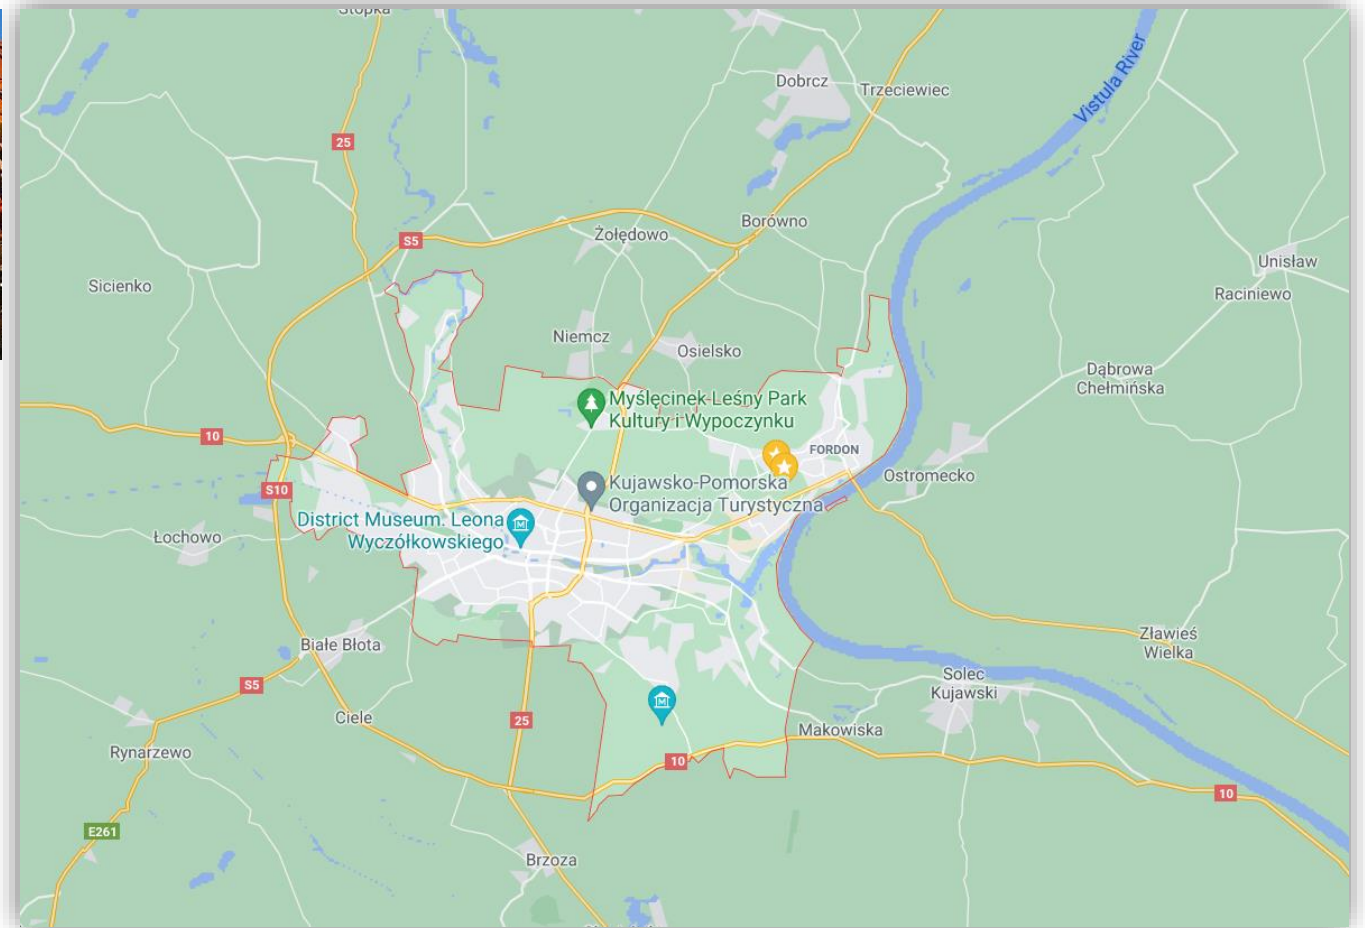 Stopka
Dobrcz
Trzeciewiec
Vistula River
25
Borówno
Żołędowo
S5
Unisław
Sicienko
Raciniewo
Niemcz
Osielsko
Dąbrowa
Chełmińska
Myślęcinek-Leśny Park
Kultury i Wypoczynku
10
FORDON
Ostromecko
Kujawsko-Pomorska
Organizacja Turystyczna
S10
District Museum. Leona
Wyczółkowskiego
Łochowo
Zławieś
Wielka
Białe Błota
Solec
Kujawski
S5
Ciele
25
Makowiska
Rynarzewo
10
10
E261
Brzoza